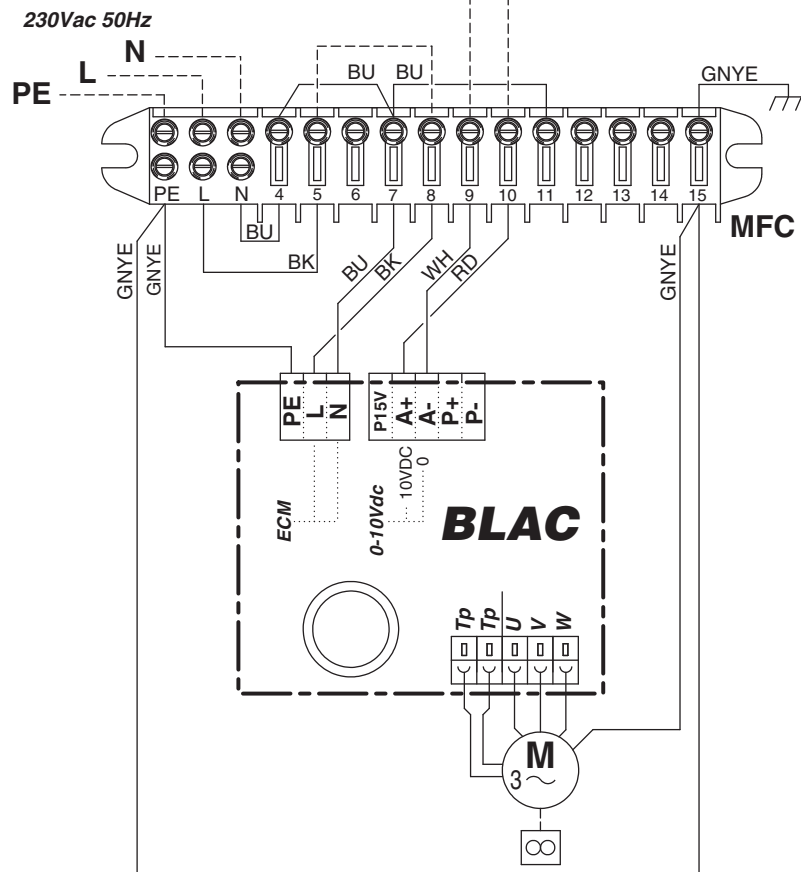 230Vac 50Hz
N
L
PE
BU BU
GNYE
PE L N 4 5 6 7 8 9 10 11 12 13 14 15
MFC
BU
BK
GNYE
GNYE
BU
BK
WH
RD
GNYE
PE
L
N
P15V
A+
A-
P+
P-
ECM
0-10Vdc
10VDC
0
BLAC
Tp
Tp
U
V
W
M
3